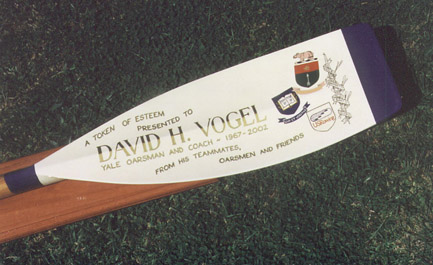 A TOKEN OF ESTEEM
PRESENTED TO
DAVID H. VOGEL
YALE OARSMAN AND COACH - 1967-2002
FROM HIS TEAMMATES,
OARSMEN AND FRIENDS